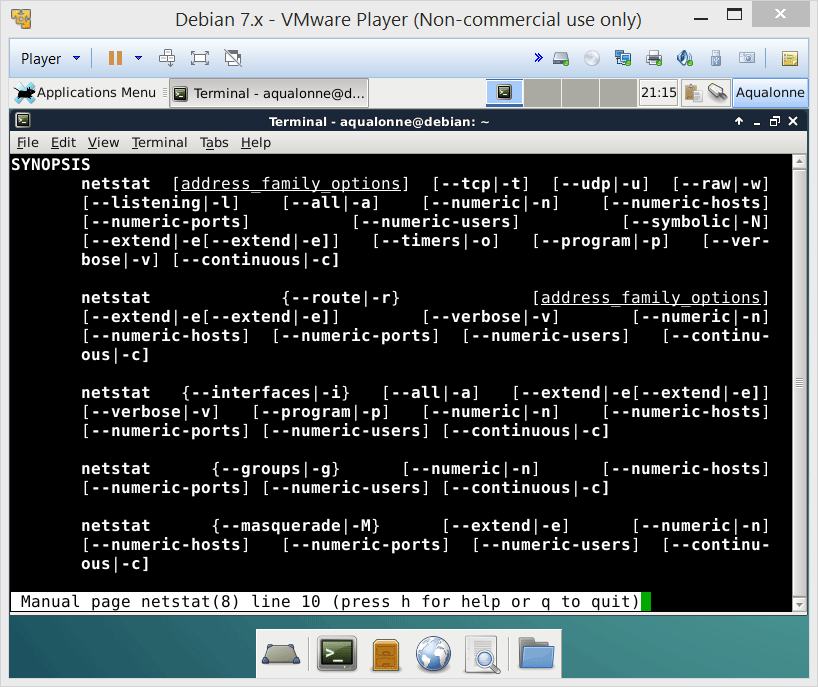 Debian 7.x - VMware Player (Non-commercial use only)
Player
Applications Menu
Terminal - aqualonne@d...
21:15
Aqualonne
Terminal - aqualonne@debian: ~
File Edit View Terminal Tabs Help
SYNOPSIS
netstat [address_family_options] [--tcp|-t] [--udp|-u] [--raw|-w]
[--listening|-l] [--all|-a] [--numeric|-n] [--numeric-hosts]
[--numeric-ports] [--numeric-users] [--symbolic|-N]
[--extend|-e[--extend|-e]] [--timers|-o] [--program|-p] [--ver-
bose|-v] [--continuous|-c]
netstat {--route|-r} [address_family_options]
[--extend|-e[--extend|-e]] [--verbose|-v] [--numeric|-n]
[--numeric-hosts] [--numeric-ports] [--numeric-users] [--continu-
ous|-c]
netstat {--interfaces|-i} [--all|-a] [--extend|-e[--extend|-e]]
[--verbose|-v] [--program|-p] [--numeric|-n] [--numeric-hosts]
[--numeric-ports] [--numeric-users] [--continuous|-c]
netstat {--groups|-g} [--numeric|-n] [--numeric-hosts]
[--numeric-ports] [--numeric-users] [--continuous|-c]
netstat {--masquerade|-M} [--extend|-e] [--numeric|-n]
[--numeric-hosts] [--numeric-ports] [--numeric-users] [--continu-
ous|-c]
Manual page netstat(8) line 10 (press h for help or q to quit)